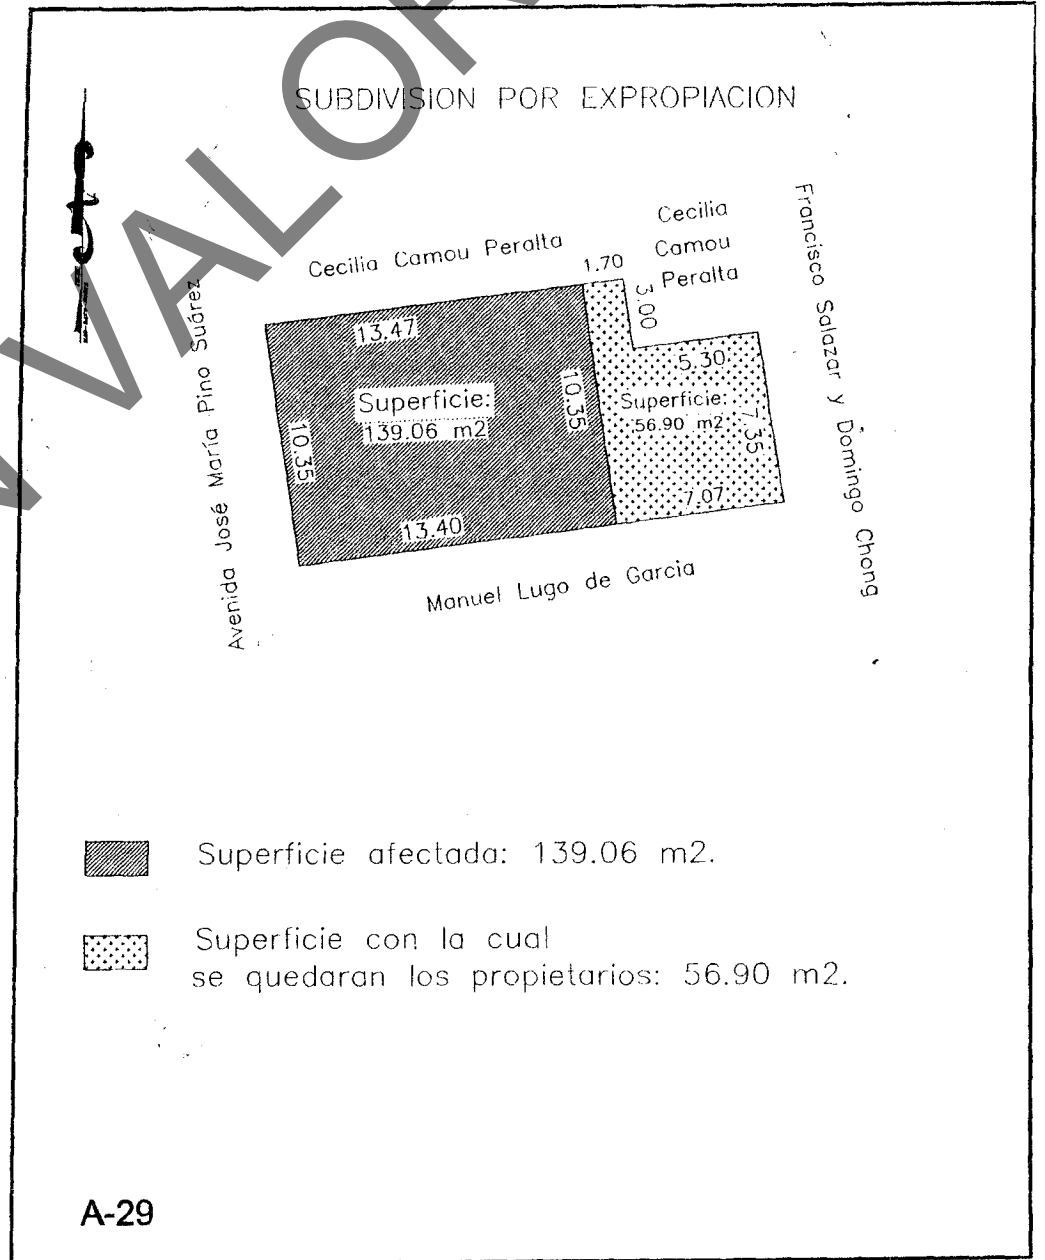 SUBDIVISION POR EXPROPIACION
Cecilia Camou Peralta
1.70
Cecilia
Camou
Peralta
3.00
Francisco Salazar y Domingo Chong
Avenida José María Pino Suárez
13.47
Superficie:
139.06 m2
10.35
10.35
13.40
5.30
Superficie:
56.90 m2
7.35
7.07
Manuel Lugo de Garcia
Superficie afectada: 139.06 m2.
Superficie con la cual
se quedaran los propietarios: 56.90 m2.
A-29
VALOR